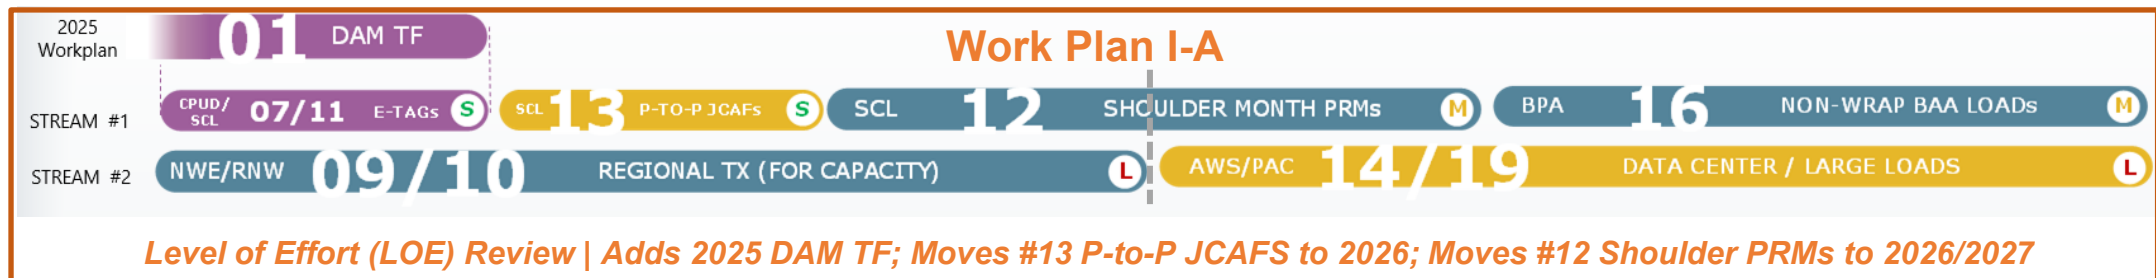 2025
Workplan
01 DAM TF
Work Plan I-A
STREAM #1
CPUD/
SCL
07/11 E-TAGs S
SCL 13 P-TO-P JCAFs S
SCL 12 SHOULDER MONTH PRMs M
BPA 16 NON-WRAP BAA LOADs M
STREAM #2
NWE/RNW 09/10 REGIONAL TX (FOR CAPACITY) L
AWS/PAC 14/19 DATA CENTER / LARGE LOADS L
Level of Effort (LOE) Review | Adds 2025 DAM TF; Moves #13 P-to-P JCAFS to 2026; Moves #12 Shoulder PRMs to 2026/2027